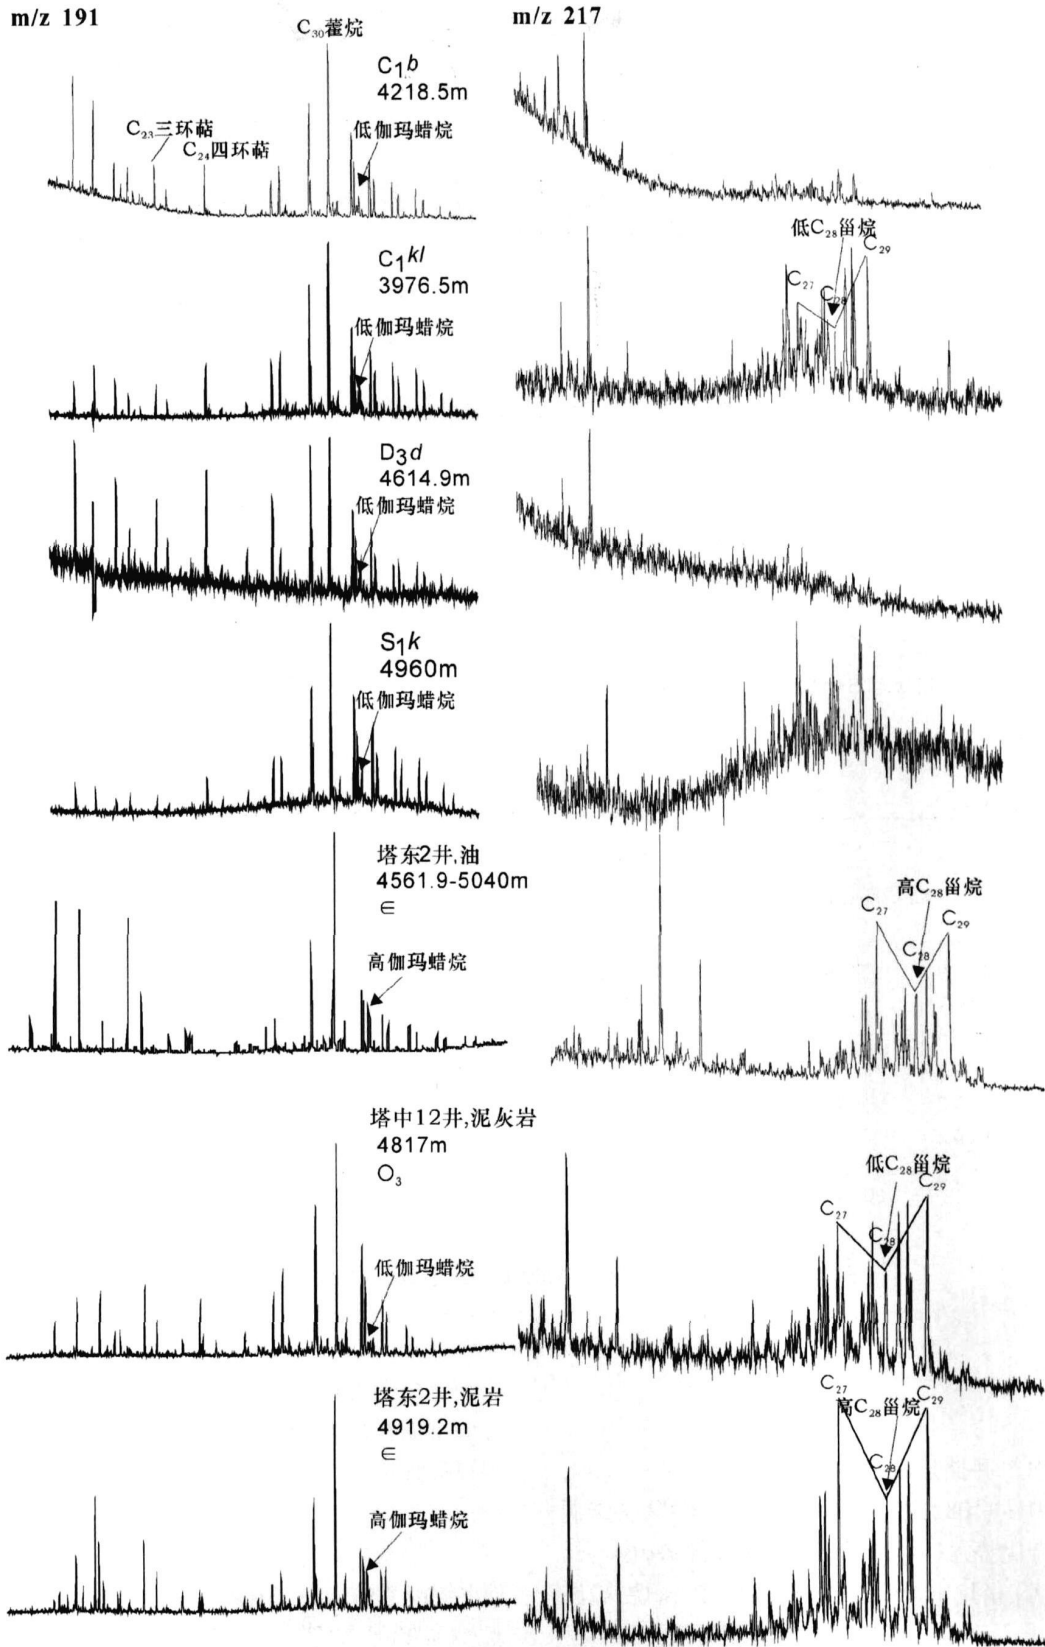 m/z 191
m/z 217
C₃₀藿烷
C₁b
4218.5m
C₂₃三环萜
C₂₄四环萜
低伽玛蜡烷
C₁kl
3976.5m
低伽玛蜡烷
低C₂₈甾烷
C₂₇
C₂₈
C₂₉
D₃d
4614.9m
低伽玛蜡烷
S₁k
4960m
低伽玛蜡烷
塔东2井,油
4561.9-5040m
∈
高伽玛蜡烷
高C₂₈甾烷
C₂₇
C₂₈
C₂₉
塔中12井,泥灰岩
4817m
O₃
低伽玛蜡烷
低C₂₈甾烷
C₂₇
C₂₈
C₂₉
塔东2井,泥岩
4919.2m
∈
高伽玛蜡烷
C₂₇
高C₂₈甾烷
C₂₉
C₂₈